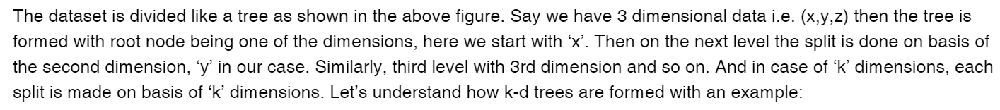 The dataset is divided like a tree as shown in the above figure. Say we have 3 dimensional data i.e. (x,y,z) then the tree is
formed with root node being one of the dimensions, here we start with ‘x’. Then on the next level the split is done on basis of
the second dimension, ‘y’ in our case. Similarly, third level with 3rd dimension and so on. And in case of ‘k’ dimensions, each
split is made on basis of ‘k’ dimensions. Let’s understand how k-d trees are formed with an example: